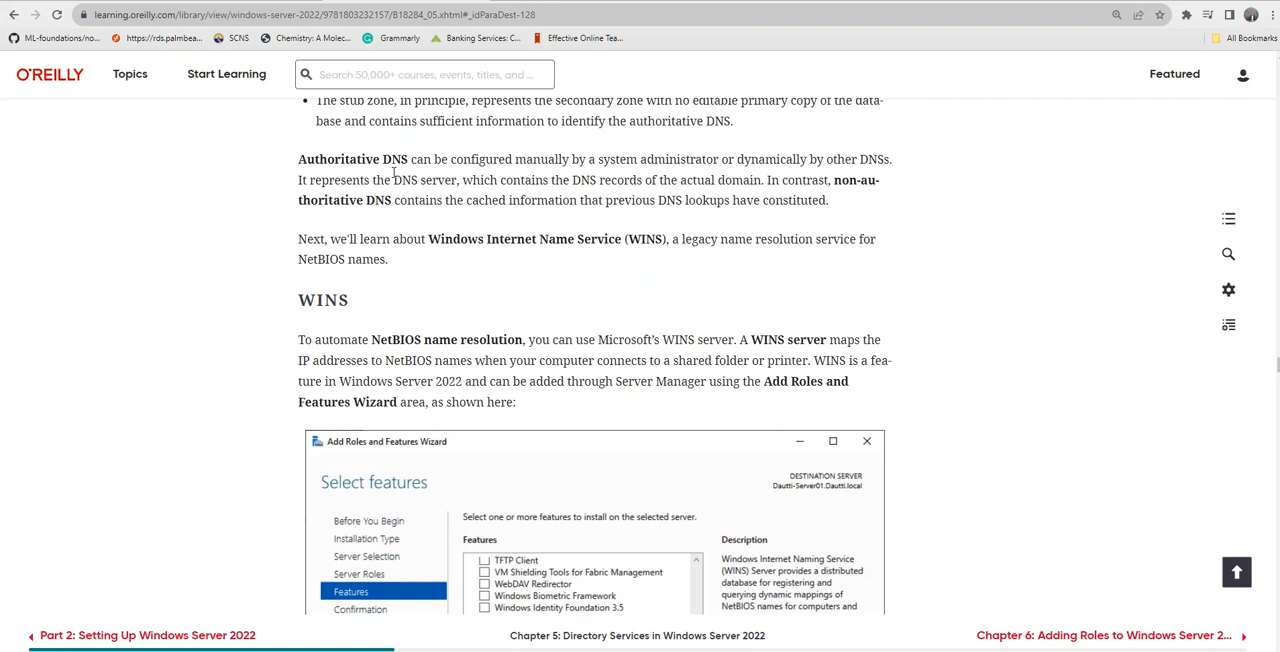 learning.oreilly.com/library/view/windows-server-2022/9781803232157/B18284_05.xhtml#_idParaDest-128
ML-foundations/no...
https://rds.palmbea...
SCNS
Chemistry: A Molec...
Grammarly
Banking Services: C...
Effective Online Tea...
All Bookmarks
O'REILLY
Topics
Start Learning
Search 50,000+ courses, events, titles, and ...
Featured
• The stub zone, in principle, represents the secondary zone with no editable primary copy of the data-
base and contains sufficient information to identify the authoritative DNS.
Authoritative DNS can be configured manually by a system administrator or dynamically by other DNSs.
It represents the DNS server, which contains the DNS records of the actual domain. In contrast, non-au-
thoritative DNS contains the cached information that previous DNS lookups have constituted.
Next, we'll learn about Windows Internet Name Service (WINS), a legacy name resolution service for
NetBIOS names.
WINS
To automate NetBIOS name resolution, you can use Microsoft's WINS server. A WINS server maps the
IP addresses to NetBIOS names when your computer connects to a shared folder or printer. WINS is a fea-
ture in Windows Server 2022 and can be added through Server Manager using the Add Roles and
Features Wizard area, as shown here:
Add Roles and Features Wizard
Select features
DESTINATION SERVER
Dautti-Server01.Dautti.local
Before You Begin
Installation Type
Server Selection
Server Roles
Features
Confirmation
Select one or more features to install on the selected server.
Features
TFTP Client
VM Shielding Tools for Fabric Management
WebDAV Redirector
Windows Biometric Framework
Windows Identity Foundation 3.5
Description
Windows Internet Naming Service
(WINS) Server provides a distributed
database for registering and
querying dynamic mappings of
NetBIOS names for computers and
Part 2: Setting Up Windows Server 2022
Chapter 5: Directory Services in Windows Server 2022
Chapter 6: Adding Roles to Windows Server 2...